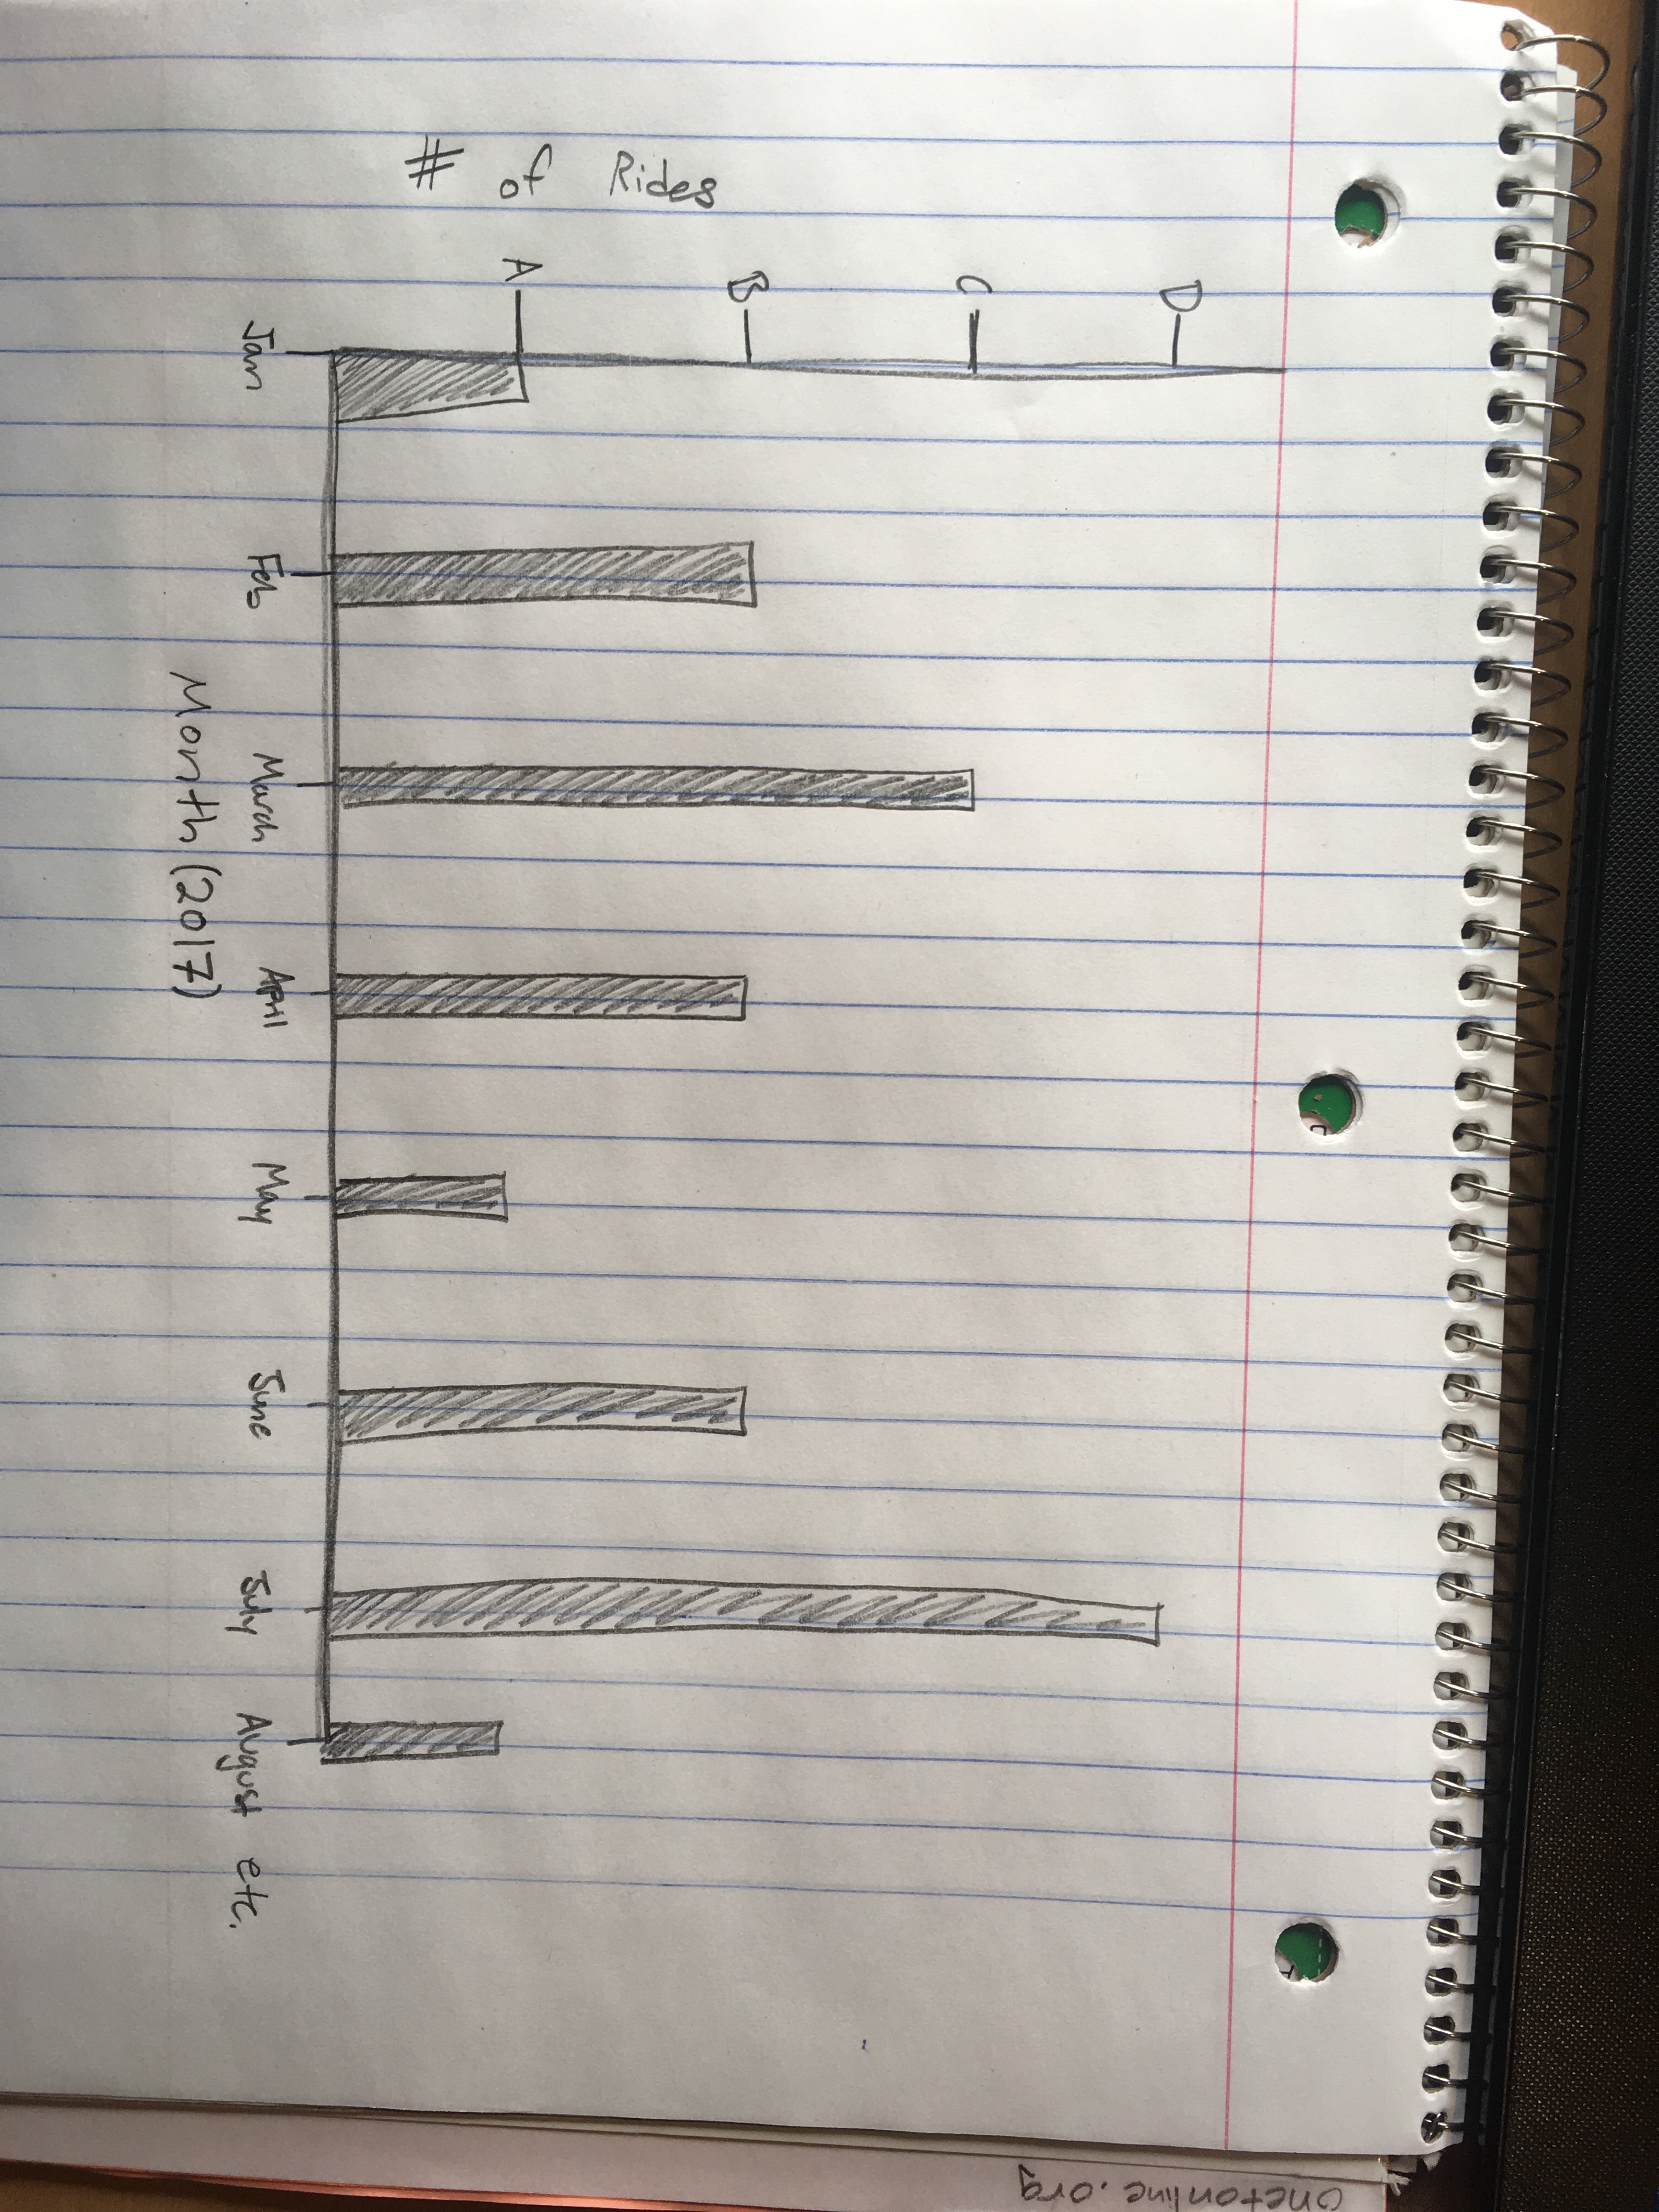 # of Rides
D
C
B
A
Jan Feb March April May June July August etc.
Month (2017)
onetonline.org